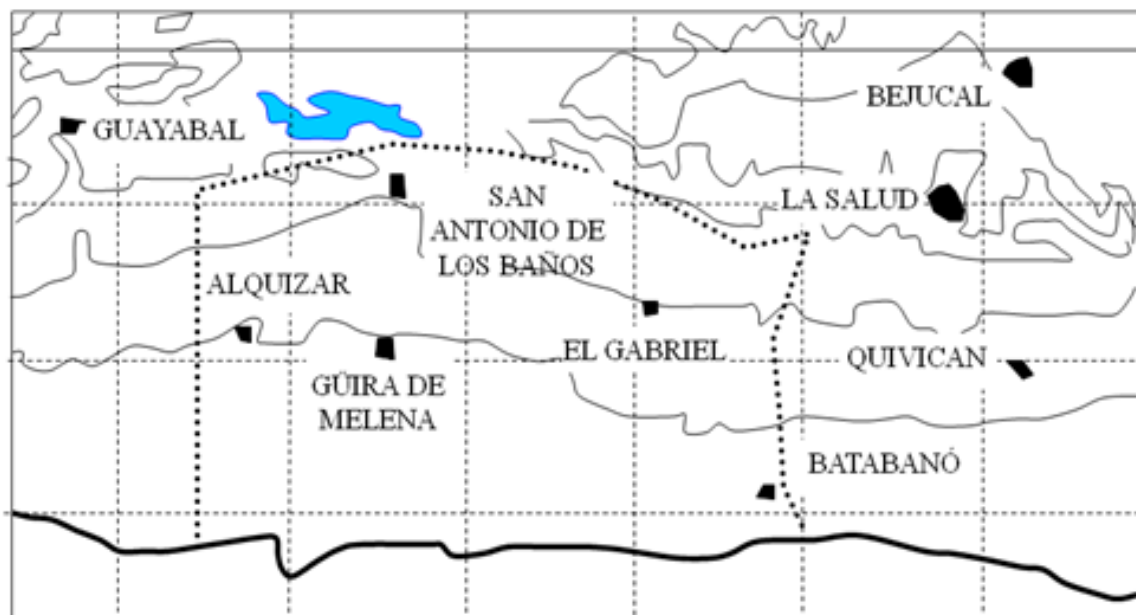 BEJUCAL
GUAYABAL
SAN
ANTONIO DE
LOS BAÑOS
LA SALUD
ALQUIZAR
EL GABRIEL
QUIVICAN
GÜIRA DE
MELENA
BATABANÓ